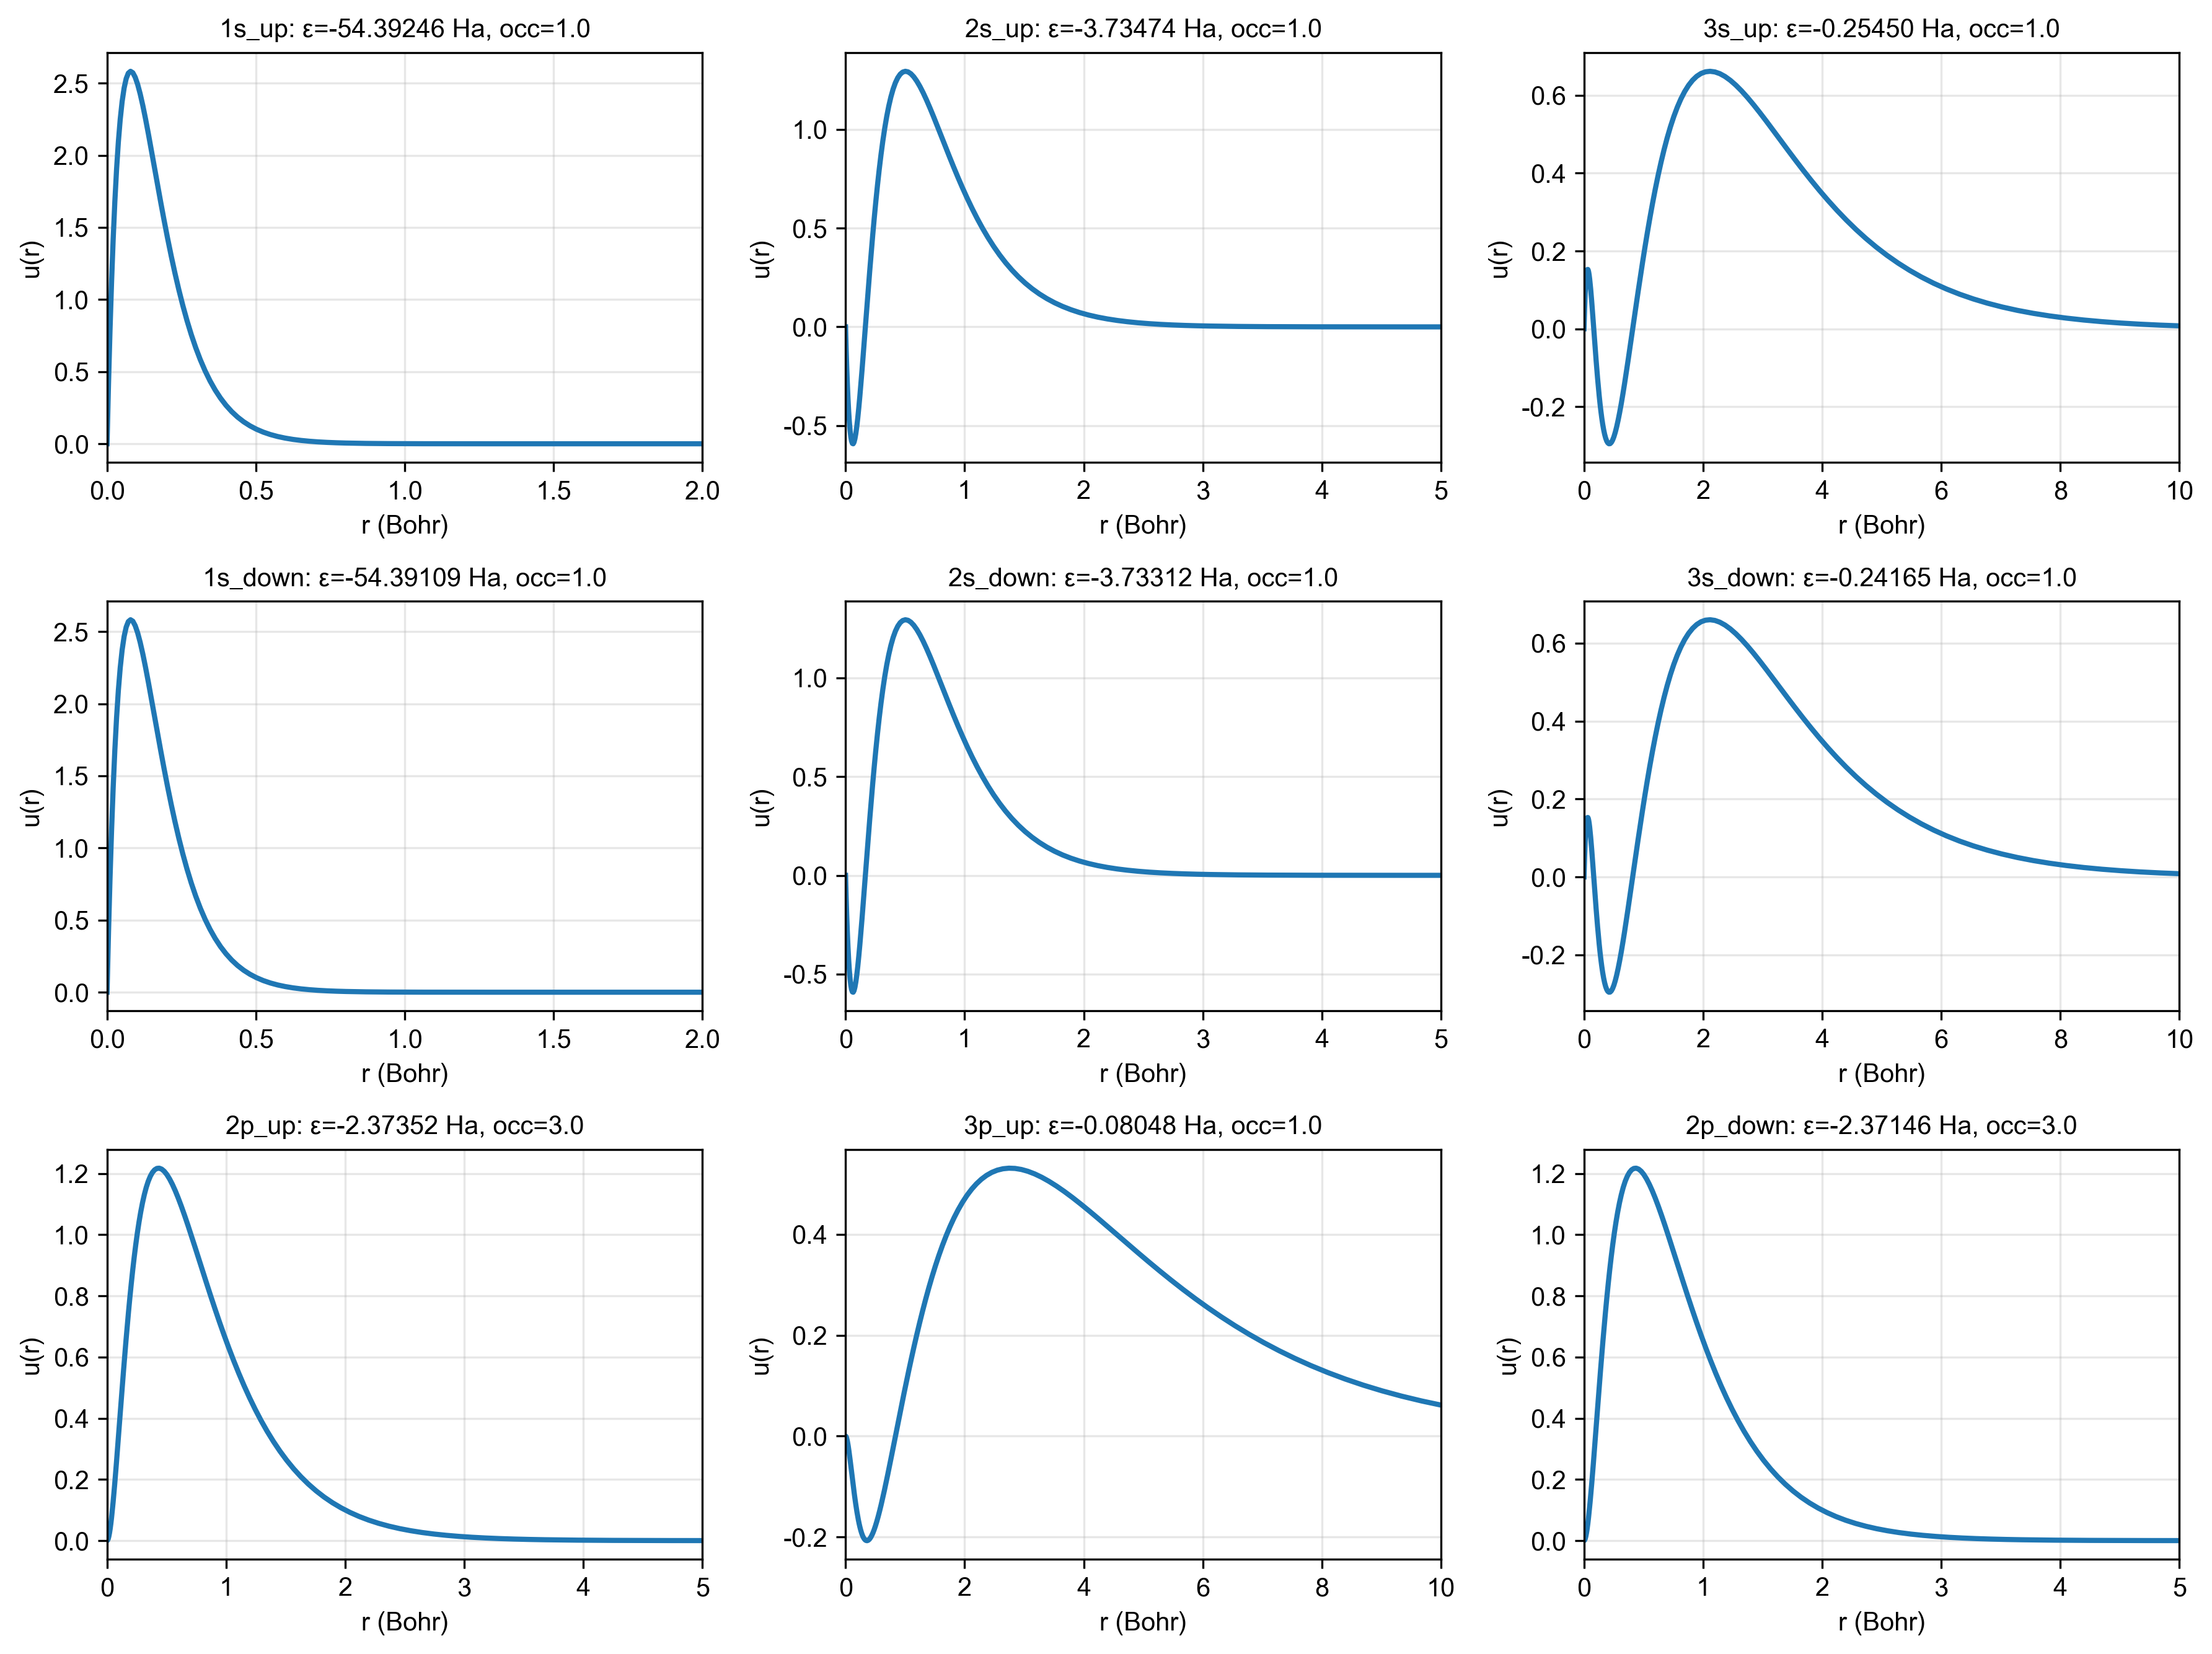 1s_up: ε=-54.39246 Ha, occ=1.0
2.5
2.0
1.5
1.0
0.5
0.0
u(r)
0.0 0.5 1.0 1.5 2.0
r (Bohr)
2s_up: ε=-3.73474 Ha, occ=1.0
1.0
0.5
0.0
-0.5
u(r)
0 1 2 3 4 5
r (Bohr)
3s_up: ε=-0.25450 Ha, occ=1.0
0.6
0.4
0.2
0.0
-0.2
u(r)
0 2 4 6 8 10
r (Bohr)
1s_down: ε=-54.39109 Ha, occ=1.0
2.5
2.0
1.5
1.0
0.5
0.0
u(r)
0.0 0.5 1.0 1.5 2.0
r (Bohr)
2s_down: ε=-3.73312 Ha, occ=1.0
1.0
0.5
0.0
-0.5
u(r)
0 1 2 3 4 5
r (Bohr)
3s_down: ε=-0.24165 Ha, occ=1.0
0.6
0.4
0.2
0.0
-0.2
u(r)
0 2 4 6 8 10
r (Bohr)
2p_up: ε=-2.37352 Ha, occ=3.0
1.2
1.0
0.8
0.6
0.4
0.2
0.0
u(r)
0 1 2 3 4 5
r (Bohr)
3p_up: ε=-0.08048 Ha, occ=1.0
0.4
0.2
0.0
-0.2
u(r)
0 2 4 6 8 10
r (Bohr)
2p_down: ε=-2.37146 Ha, occ=3.0
1.2
1.0
0.8
0.6
0.4
0.2
0.0
u(r)
0 1 2 3 4 5
r (Bohr)